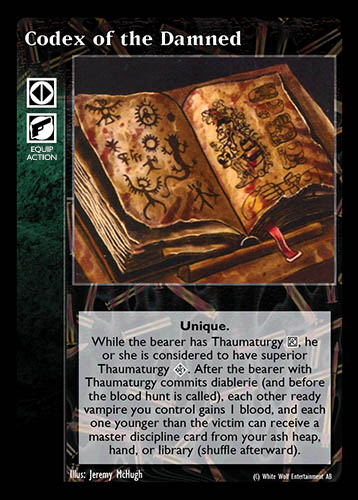 Codex of the Damned
EQUIP
ACTION
Unique.
While the bearer has Thaumaturgy, he
or she is considered to have superior
Thaumaturgy. After the bearer with
Thaumaturgy commits diablerie (and before
the blood hunt is called), each other ready
vampire you control gains 1 blood, and each
one younger than the victim can receive a
master discipline card from your ash heap,
hand, or library (shuffle afterward).
Illus: Jeremy McHugh
(C) White Wolf Entertainment AB